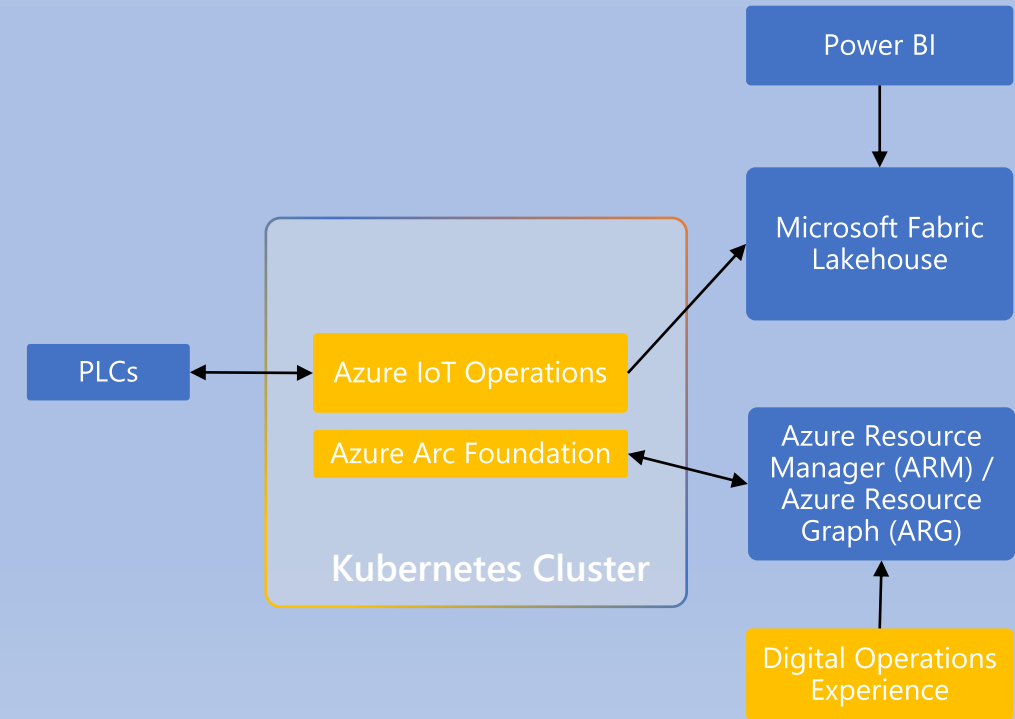 Power BI
Microsoft Fabric
Lakehouse
PLCs
Azure IoT Operations
Azure Arc Foundation
Kubernetes Cluster
Azure Resource
Manager (ARM) /
Azure Resource
Graph (ARG)
Digital Operations
Experience